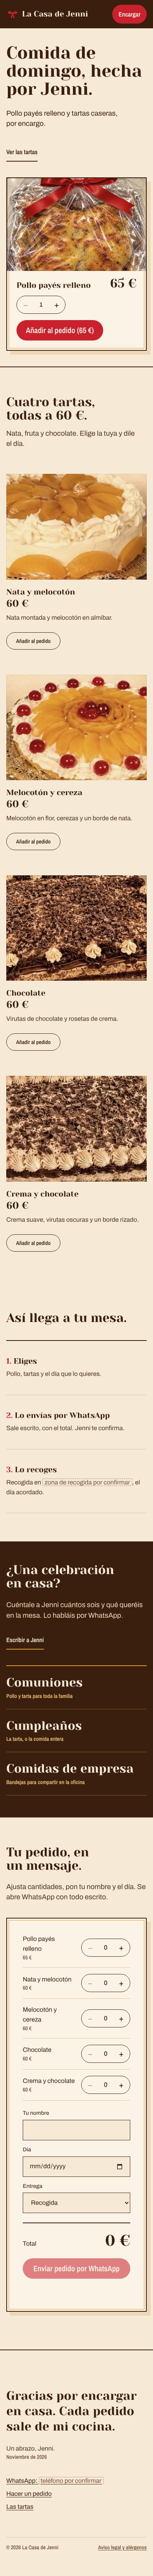 La Casa de Jenni
Encargar
Comida de
domingo, hecha
por Jenni.
Pollo payés relleno y tartas caseras,
por encargo.
Ver las tartas
Pollo payés relleno
65 €
− 1 +
Añadir al pedido (65 €)
Cuatro tartas,
todas a 60 €.
Nata, fruta y chocolate. Elige la tuya y dile
el día.
Nata y melocotón
60 €
Nata montada y melocotón en almíbar.
Añadir al pedido
Melocotón y cereza
60 €
Melocotón en flor, cerezas y un borde de nata.
Añadir al pedido
Chocolate
60 €
Virutas de chocolate y rosetas de crema.
Añadir al pedido
Crema y chocolate
60 €
Crema suave, virutas oscuras y un borde rizado.
Añadir al pedido
Así llega a tu mesa.
1. Eliges
Pollo, tartas y el día que lo quieres.
2. Lo envías por WhatsApp
Sale escrito, con el total. Jenni te confirma.
3. Lo recoges
Recogida en zona de recogida por confirmar, el
día acordado.
¿Una celebración
en casa?
Cuéntale a Jenni cuántos sois y qué queréis
en la mesa. Lo habláis por WhatsApp.
Escribir a Jenni
Comuniones
Pollo y tarta para toda la familia
Cumpleaños
La tarta, o la comida entera
Comidas de empresa
Bandejas para compartir en la oficina
Tu pedido, en
un mensaje.
Ajusta cantidades, pon tu nombre y el día. Se
abre WhatsApp con todo escrito.
Pollo payés
relleno
65 €
− 0 +
Nata y melocotón
60 €
− 0 +
Melocotón y
cereza
60 €
− 0 +
Chocolate
60 €
− 0 +
Crema y chocolate
60 €
− 0 +
Tu nombre
Día
mm/dd/yyyy
Entrega
Recogida
Total
0 €
Enviar pedido por WhatsApp
Gracias por encargar
en casa. Cada pedido
sale de mi cocina.
Un abrazo, Jenni.
Noviembre de 2026
WhatsApp: teléfono por confirmar
Hacer un pedido
Las tartas
© 2026 La Casa de Jenni
Aviso legal y alérgenos